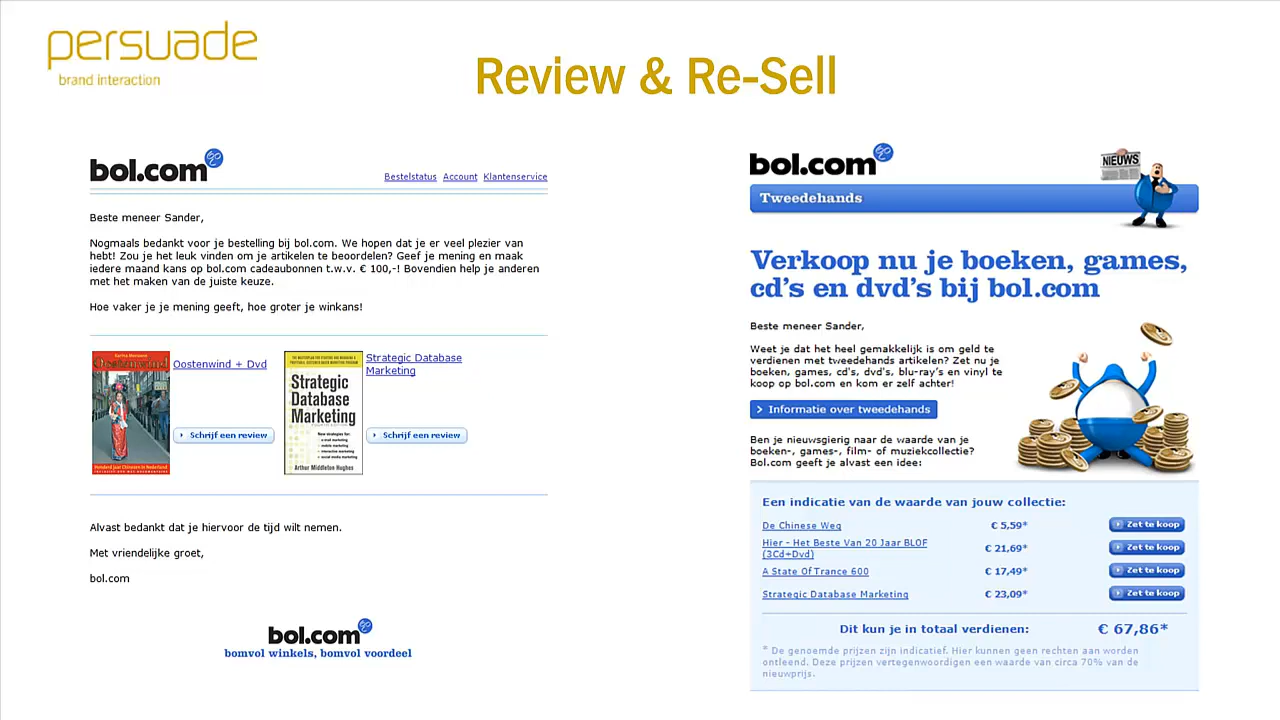 persuade
brand interaction
Review & Re-Sell
bol.com
Bestelstatus Account Klantenservice
Beste meneer Sander,
Nogmaals bedankt voor je bestelling bij bol.com. We hopen dat je er veel plezier van
hebt! Zou je het leuk vinden om je artikelen te beoordelen? Geef je mening en maak
iedere maand kans op bol.com cadeaubonnen t.w.v. € 100,-! Bovendien help je anderen
met het maken van de juiste keuze.
Hoe vaker je je mening geeft, hoe groter je winkans!
Oostenwind
Oostenwind + Dvd
Schrijf een review
Strategic
Database
Marketing
Arthur Middleton Hughes
Strategic Database
Marketing
Schrijf een review
Alvast bedankt dat je hiervoor de tijd wilt nemen.
Met vriendelijke groet,
bol.com
bol.com
bomvol winkels, bomvol voordeel
bol.com
NIEUWS
Tweedehands
Verkoop nu je boeken, games,
cd's en dvd's bij bol.com
Beste meneer Sander,
Weet je dat het heel gemakkelijk is om geld te
verdienen met tweedehands artikelen? Zet nu je
boeken, games, cd's, dvd's, blu-ray's en vinyl te
koop op bol.com en kom er zelf achter!
Informatie over tweedehands
Ben je nieuwsgierig naar de waarde van je
boeken-, games-, film- of muziekcollectie?
Bol.com geeft je alvast een idee:
Een indicatie van de waarde van jouw collectie:
De Chinese Weg € 5,59* Zet te koop
Hier - Het Beste Van 20 Jaar BLOF
(3Cd+Dvd) € 21,69* Zet te koop
A State Of Trance 600 € 17,49* Zet te koop
Strategic Database Marketing € 23,09* Zet te koop
Dit kun je in totaal verdienen: € 67,86*
* De genoemde prijzen zijn indicatief. Hier kunnen geen rechten aan worden
ontleend. Deze prijzen vertegenwoordigen een waarde van circa 70% van de
nieuwprijs.